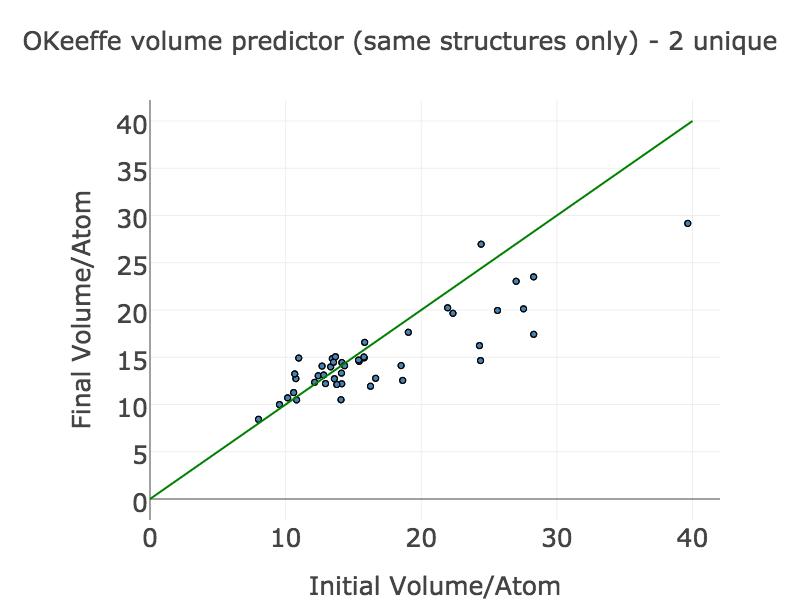 OKeeffe volume predictor (same structures only) - 2 unique
40
35
30
25
20
15
10
5
0
Final Volume/Atom
0 10 20 30 40
Initial Volume/Atom